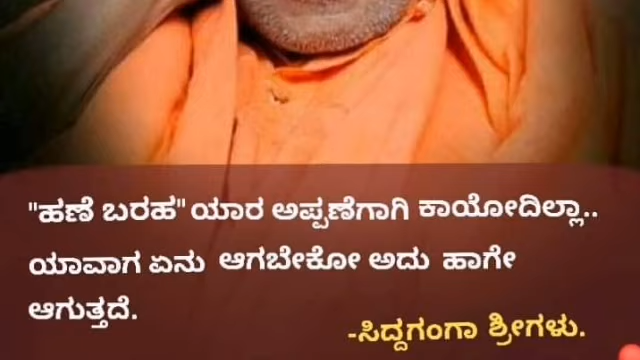 "ಹಣೆ ಬರಹ" ಯಾರ ಅಪ್ಪಣೆಗಾಗಿ ಕಾಯೋದಿಲ್ಲಾ..
ಯಾವಾಗ ಏನು ಆಗಬೇಕೋ ಅದು ಹಾಗೇ
ಆಗುತ್ತದೆ.
-ಸಿದ್ದಗಂಗಾ ಶ್ರೀಗಳು.